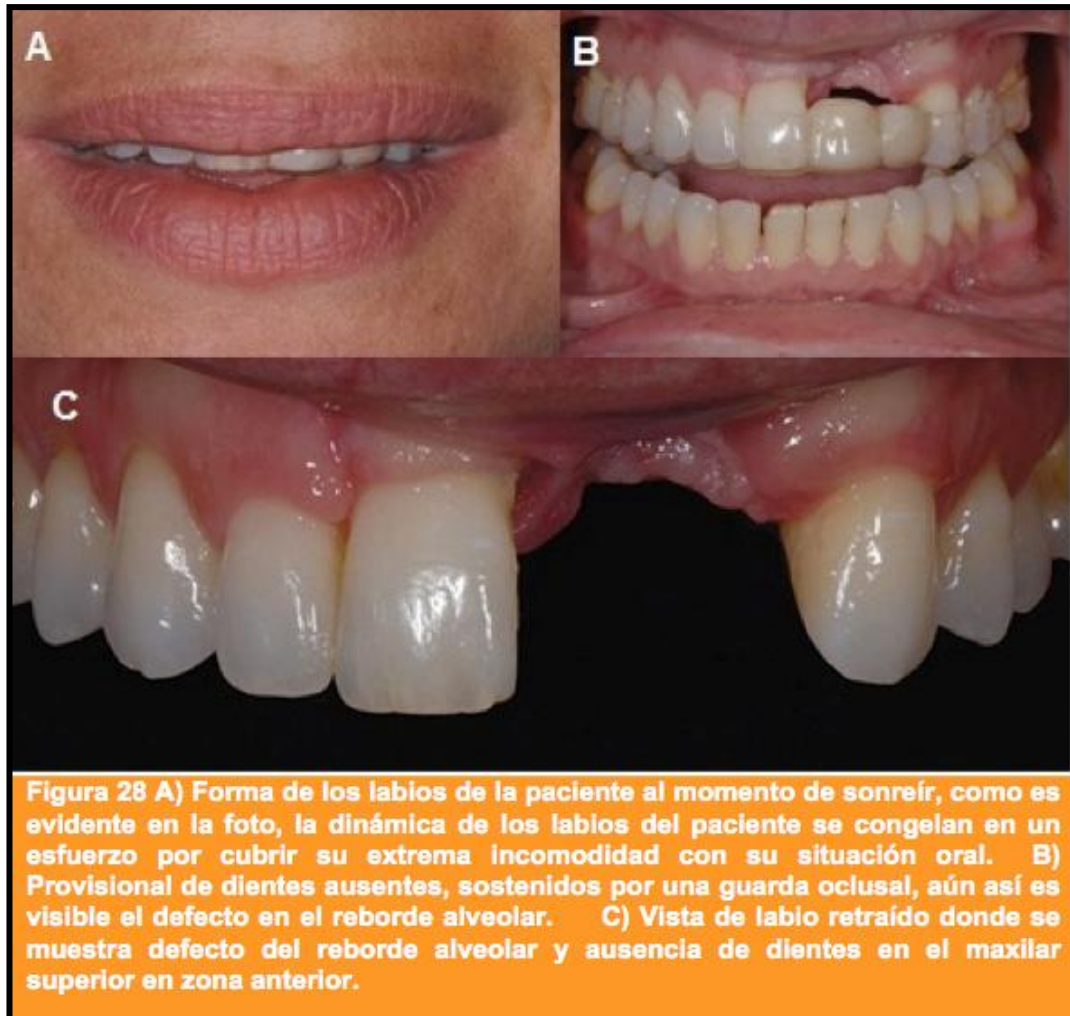 A
B
C
Figura 28 A) Forma de los labios de la paciente al momento de sonreír, como es
evidente en la foto, la dinámica de los labios del paciente se congelan en un
esfuerzo por cubrir su extrema incomodidad con su situación oral. B)
Provisional de dientes ausentes, sostenidos por una guarda oclusal, aún así es
visible el defecto en el reborde alveolar. C) Vista de labio retraído donde se
muestra defecto del reborde alveolar y ausencia de dientes en el maxilar
superior en zona anterior.